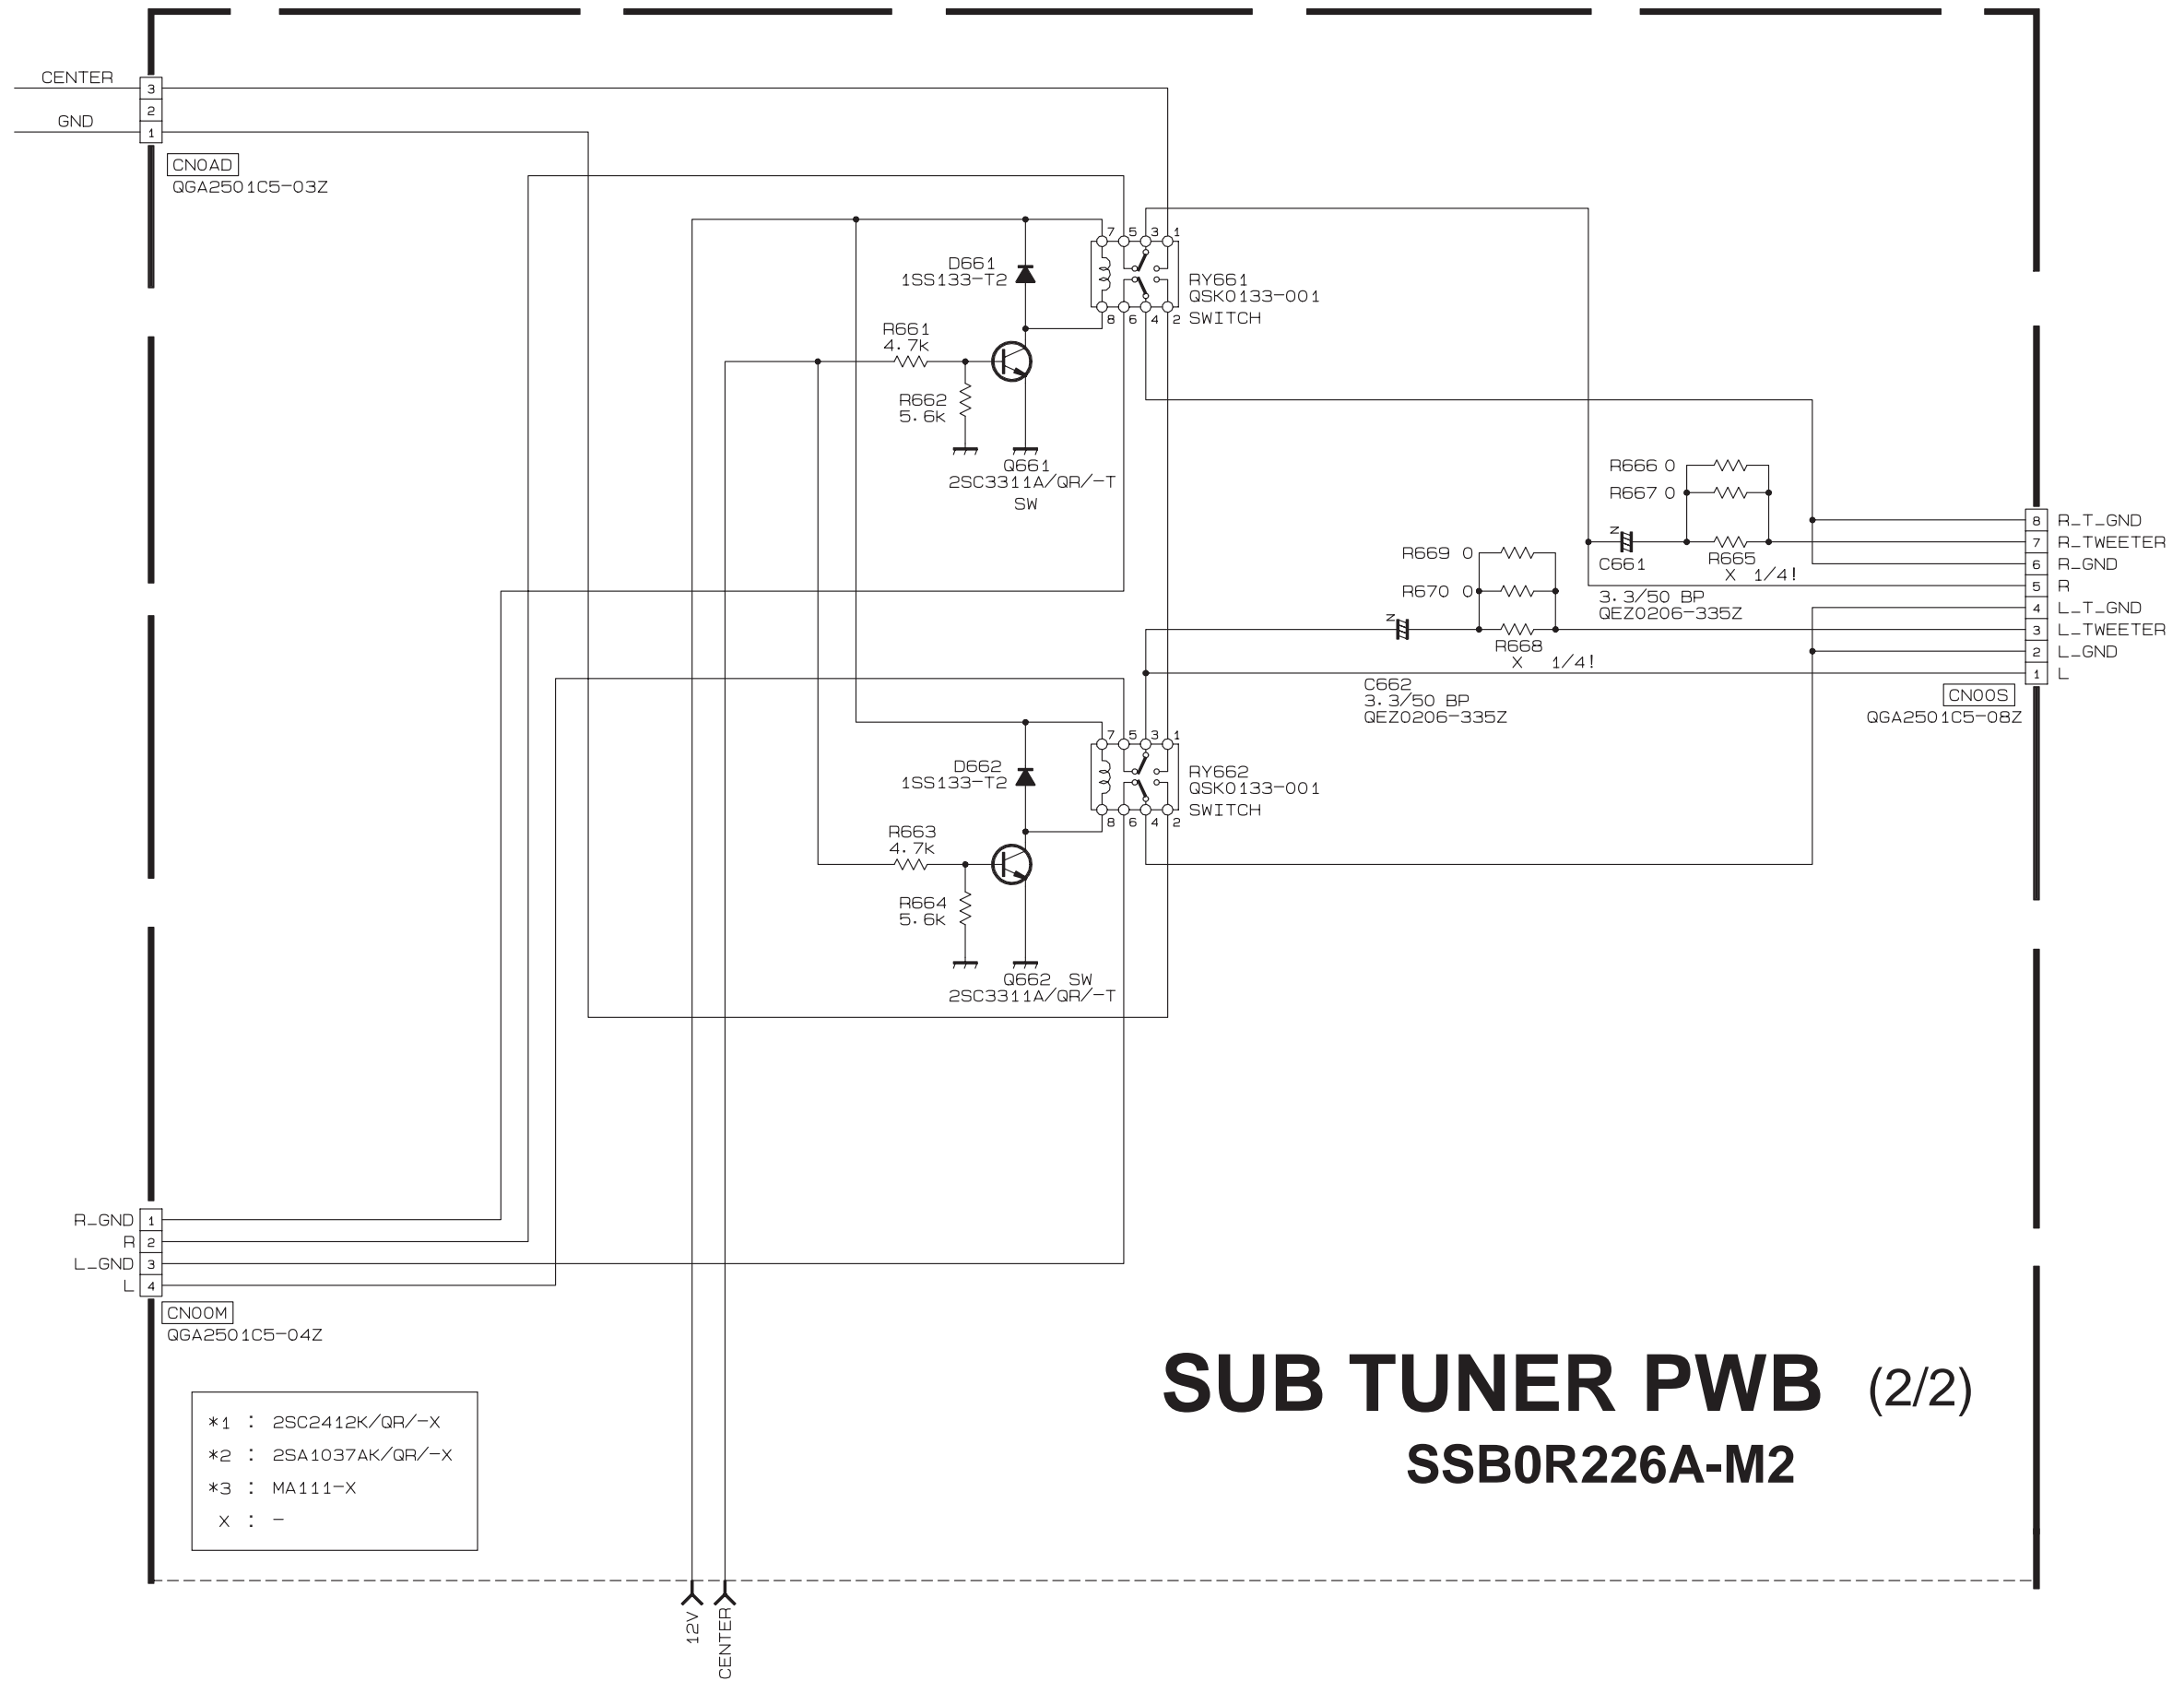 CENTER
3
2
GND
1
CN0AD
QGA2501C5-03Z
7 5 3 1
D661
1SS133-T2
RY661
QSK0133-001
SWITCH
8 6 4 2
R661
4.7k
R662
5.6k
Q661
2SC3311A/QR/-T
SW
R666 0
R667 0
8 R_T_GND
7 R_TWEETER
6 R_GND
5 R
4 L_T_GND
3 L_TWEETER
2 L_GND
1 L
N
C661
R665
X 1/4!
3.3/50 BP
QEZ0206-335Z
R669 0
R670 0
N
R668
X 1/4!
C662
3.3/50 BP
QEZ0206-335Z
CN00S
QGA2501C5-08Z
7 5 3 1
D662
1SS133-T2
RY662
QSK0133-001
SWITCH
8 6 4 2
R663
4.7k
R664
5.6k
Q662 SW
2SC3311A/QR/-T
R_GND 1
R 2
L_GND 3
L 4
CN00M
QGA2501C5-04Z
SUB TUNER PWB (2/2)
SSB0R226A-M2
*1 : 2SC2412K/QR/-X
*2 : 2SA1037AK/QR/-X
*3 : MA111-X
X : -
12V
CENTER